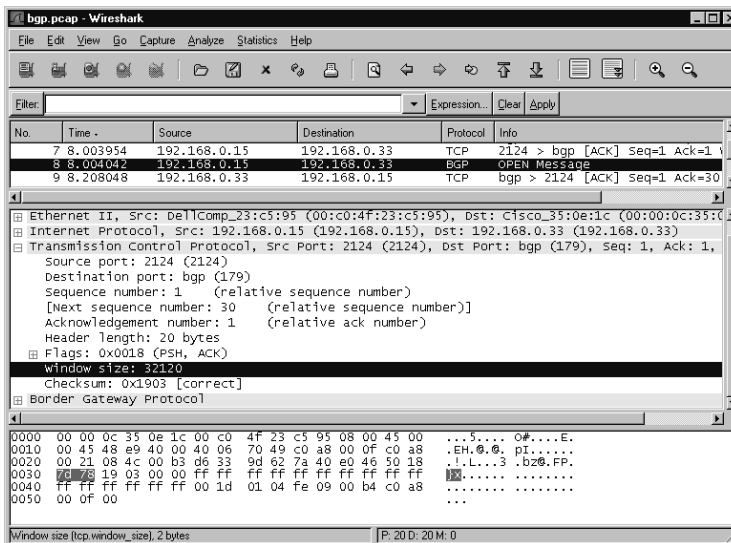 bgp.pcap - Wireshark
File Edit View Go Capture Analyze Statistics Help
Filter: Expression... Clear Apply
No. Time Source Destination Protocol Info
7 8.003954 192.168.0.15 192.168.0.33 TCP 2124 > bgp [ACK] Seq=1 Ack=1
8 8.004042 192.168.0.15 192.168.0.33 BGP OPEN Message
9 8.208048 192.168.0.33 192.168.0.15 TCP bgp > 2124 [ACK] Seq=1 Ack=30
Ethernet II, Src: DellComp_23:c5:95 (00:c0:4f:23:c5:95), Dst: Cisco_35:0e:1c (00:00:0c:35:0
Internet Protocol, Src: 192.168.0.15 (192.168.0.15), Dst: 192.168.0.33 (192.168.0.33)
Transmission Control Protocol, Src Port: 2124 (2124), Dst Port: bgp (179), Seq: 1, Ack: 1,
Source port: 2124 (2124)
Destination port: bgp (179)
Sequence number: 1 (relative sequence number)
[Next sequence number: 30 (relative sequence number)]
Acknowledgement number: 1 (relative ack number)
Header length: 20 bytes
Flags: 0x0018 (PSH, ACK)
Window size: 32120
Checksum: 0x1903 [correct]
Border Gateway Protocol
0000 00 00 0c 35 0e 1c 00 c0 4f 23 c5 95 08 00 45 00 ...5.... O#....E.
0010 00 45 48 e9 40 00 40 06 70 49 c0 a8 00 0f c0 a8 .EH.@.@. pI......
0020 00 21 08 4c 00 b3 d6 33 9d 62 7a 40 e0 46 50 18 .!.L...3 .bz@.FP.
0030 7d 78 19 03 00 00 ff ff ff ff ff ff ff ff ff ff }x...... ........
0040 ff ff ff ff ff ff 00 1d 01 04 fe 09 00 b4 c0 a8 ........ ........
0050 00 0f 00 ...
Window size (tcp.window_size), 2 bytes P: 20 D: 20 M: 0